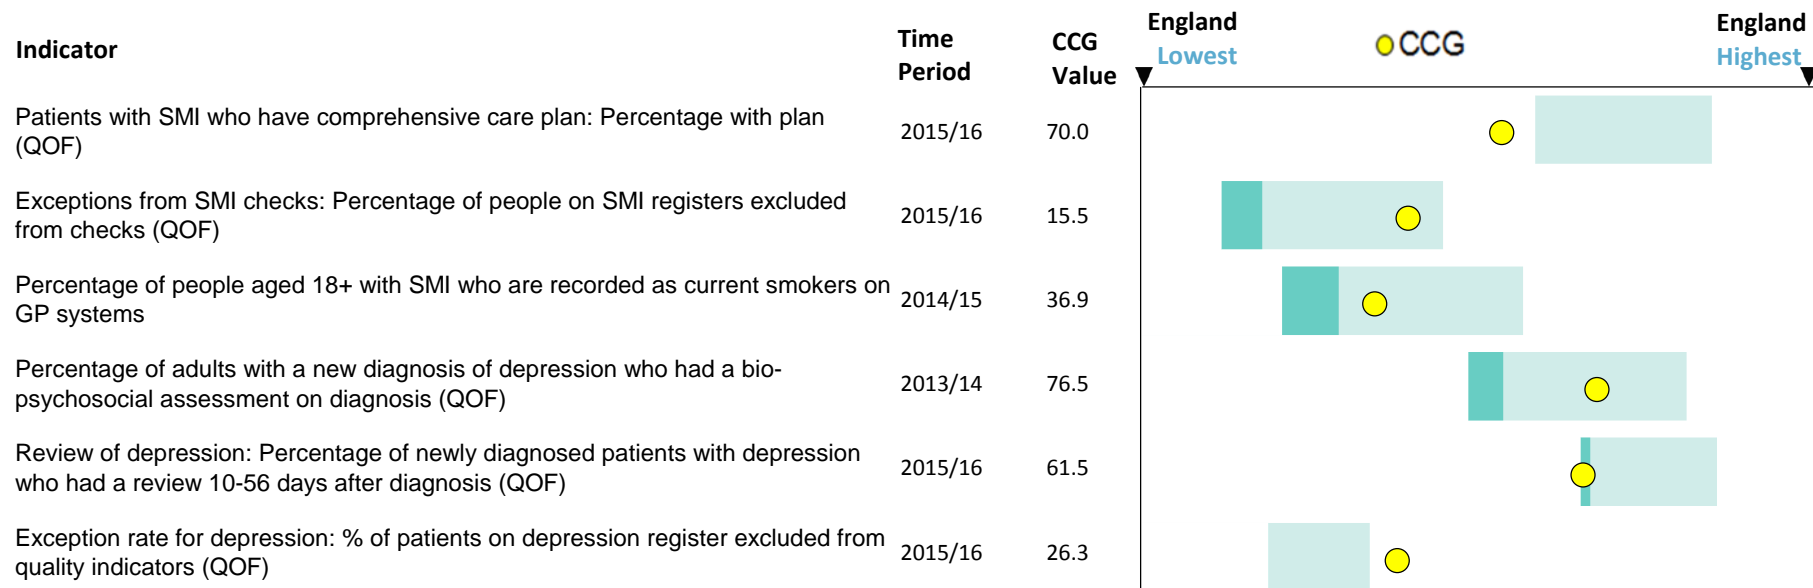 Indicator
Time
Period
CCG
Value
England
Lowest
CCG
England
Highest
Patients with SMI who have comprehensive care plan: Percentage with plan
(QOF)
2015/16
70.0
Exceptions from SMI checks: Percentage of people on SMI registers excluded
from checks (QOF)
2015/16
15.5
Percentage of people aged 18+ with SMI who are recorded as current smokers on
GP systems
2014/15
36.9
Percentage of adults with a new diagnosis of depression who had a bio-
psychosocial assessment on diagnosis (QOF)
2013/14
76.5
Review of depression: Percentage of newly diagnosed patients with depression
who had a review 10-56 days after diagnosis (QOF)
2015/16
61.5
Exception rate for depression: % of patients on depression register excluded from
quality indicators (QOF)
2015/16
26.3